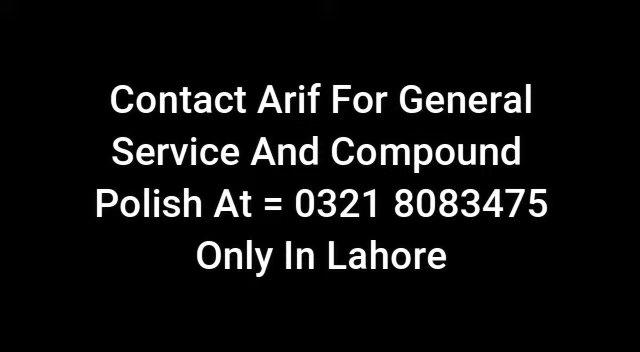 Contact Arif For General
Service And Compound
Polish At = 0321 8083475
Only In Lahore